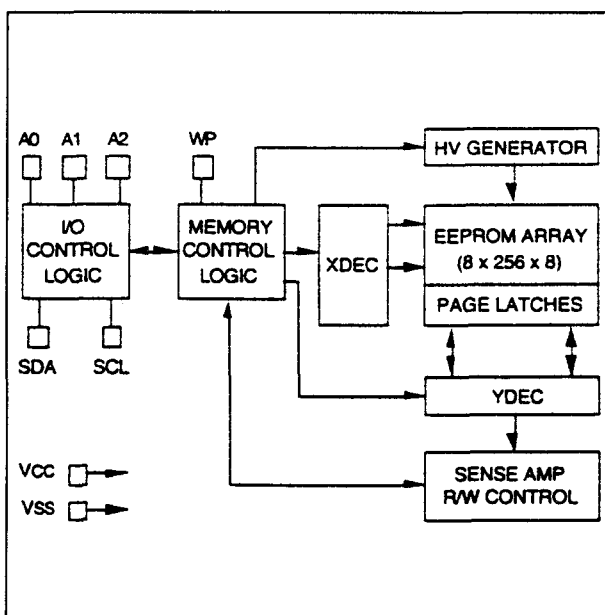 A0 A1 A2 WP
HV GENERATOR
I/O
CONTROL
LOGIC
MEMORY
CONTROL
LOGIC
XDEC
EEPROM ARRAY
(8 x 256 x 8)
PAGE LATCHES
SDA SCL
YDEC
VCC
VSS
SENSE AMP
R/W CONTROL